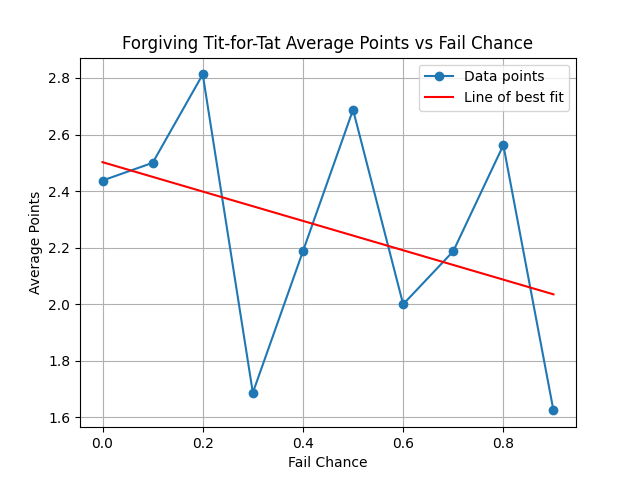 Forgiving Tit-for-Tat Average Points vs Fail Chance
Data points
Line of best fit
2.8
2.6
2.4
2.2
2.0
1.8
1.6
Average Points
0.0 0.2 0.4 0.6 0.8
Fail Chance